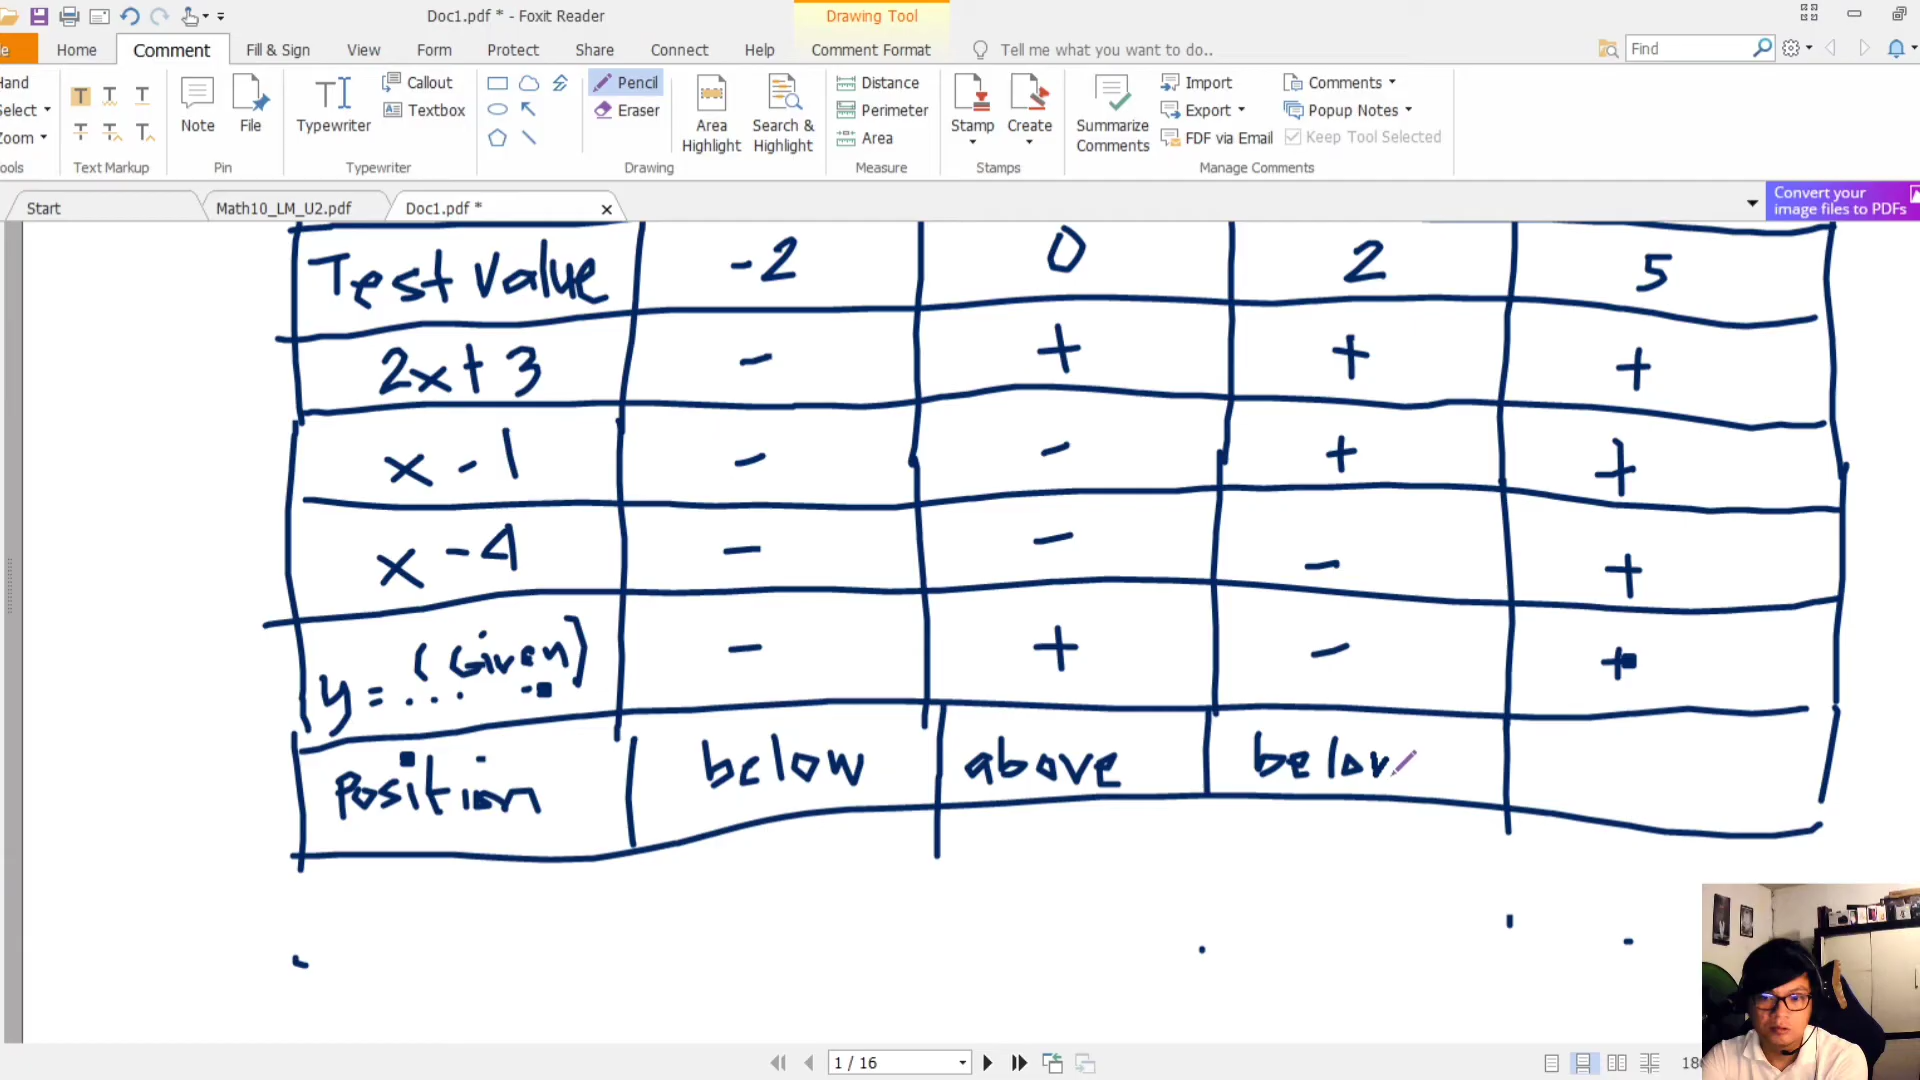 Doc1.pdf * - Foxit Reader
Drawing Tool
Home Comment Fill & Sign View Form Protect Share Connect Help Comment Format Tell me what you want to do.. Find
Hand
Select
Zoom
Note
File
Typewriter
Callout
Textbox
Pencil
Eraser
Area Highlight
Search & Highlight
Distance
Perimeter
Area
Stamp
Create
Summarize Comments
Import
Export
FDF via Email
Comments
Popup Notes
Keep Tool Selected
Text Markup Pin Typewriter Drawing Measure Stamps Manage Comments
Start Math10_LM_U2.pdf Doc1.pdf *
Convert your
image files to PDFs
Test Value -2 0 2 5
2x+3 - + + +
x-1 - - + +
x-4 - - - +
y = (Given) - + - +
... ..
Position below above below
1 / 16